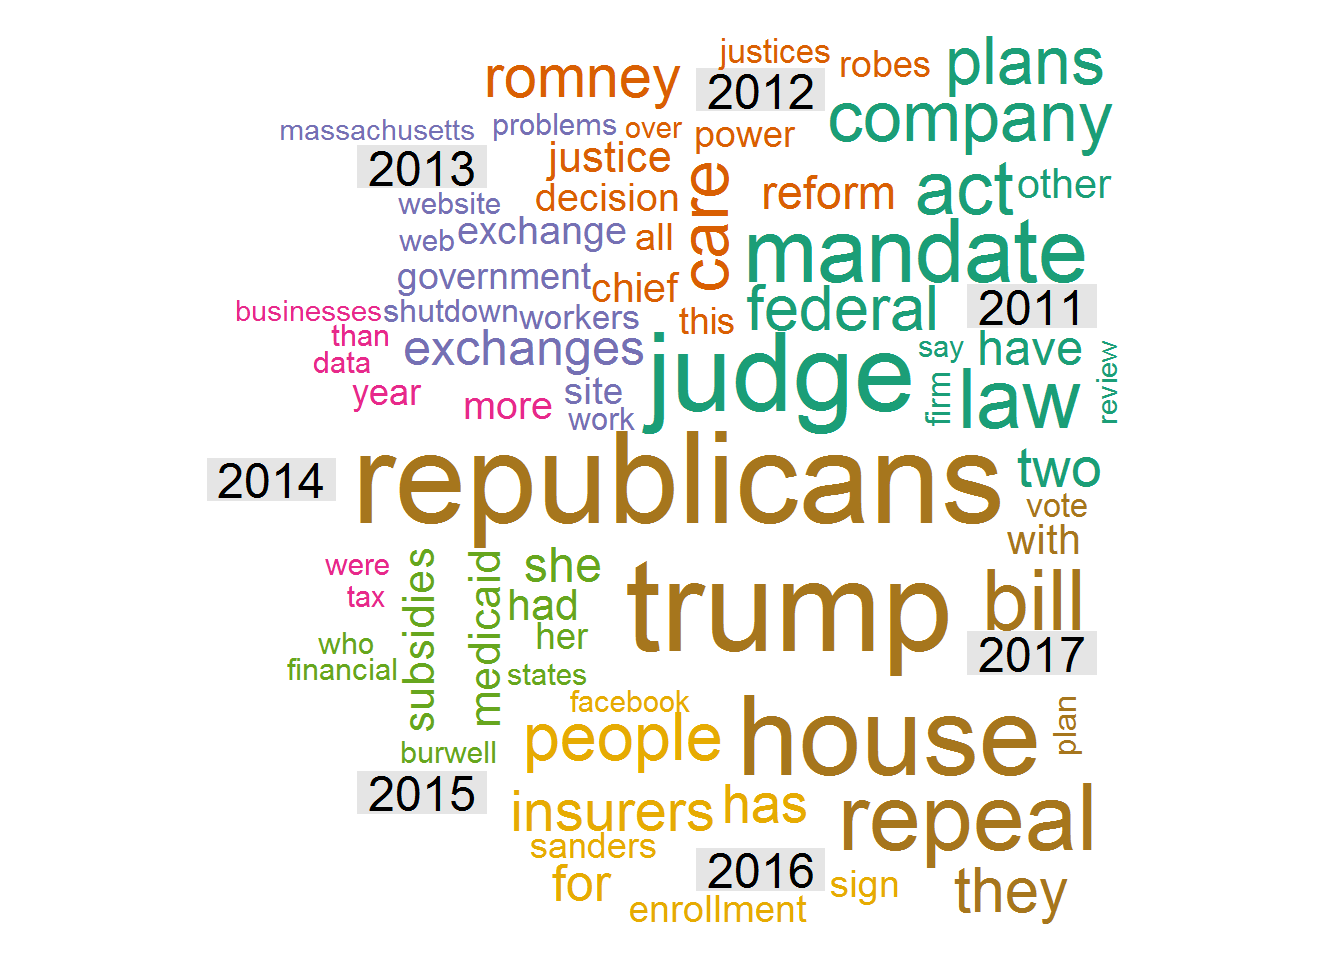 justices
robes
plans
romney
2012
company
massachusetts
problems
over
power
2013
justice
care
act
other
website
decision
reform
web
exchange
all
mandate
government
chief
federal
2011
businesses
shutdown
workers
this
than
exchanges
judge
say
have
data
review
year
more
site
firm
law
work
republicans
two
2014
vote
with
were
subsidies
medicaid
she
trump
bill
tax
had
who
her
2017
financial
states
facebook
people
house
plan
burwell
2015
insurers
has
repeal
sanders
for
2016
sign
they
enrollment